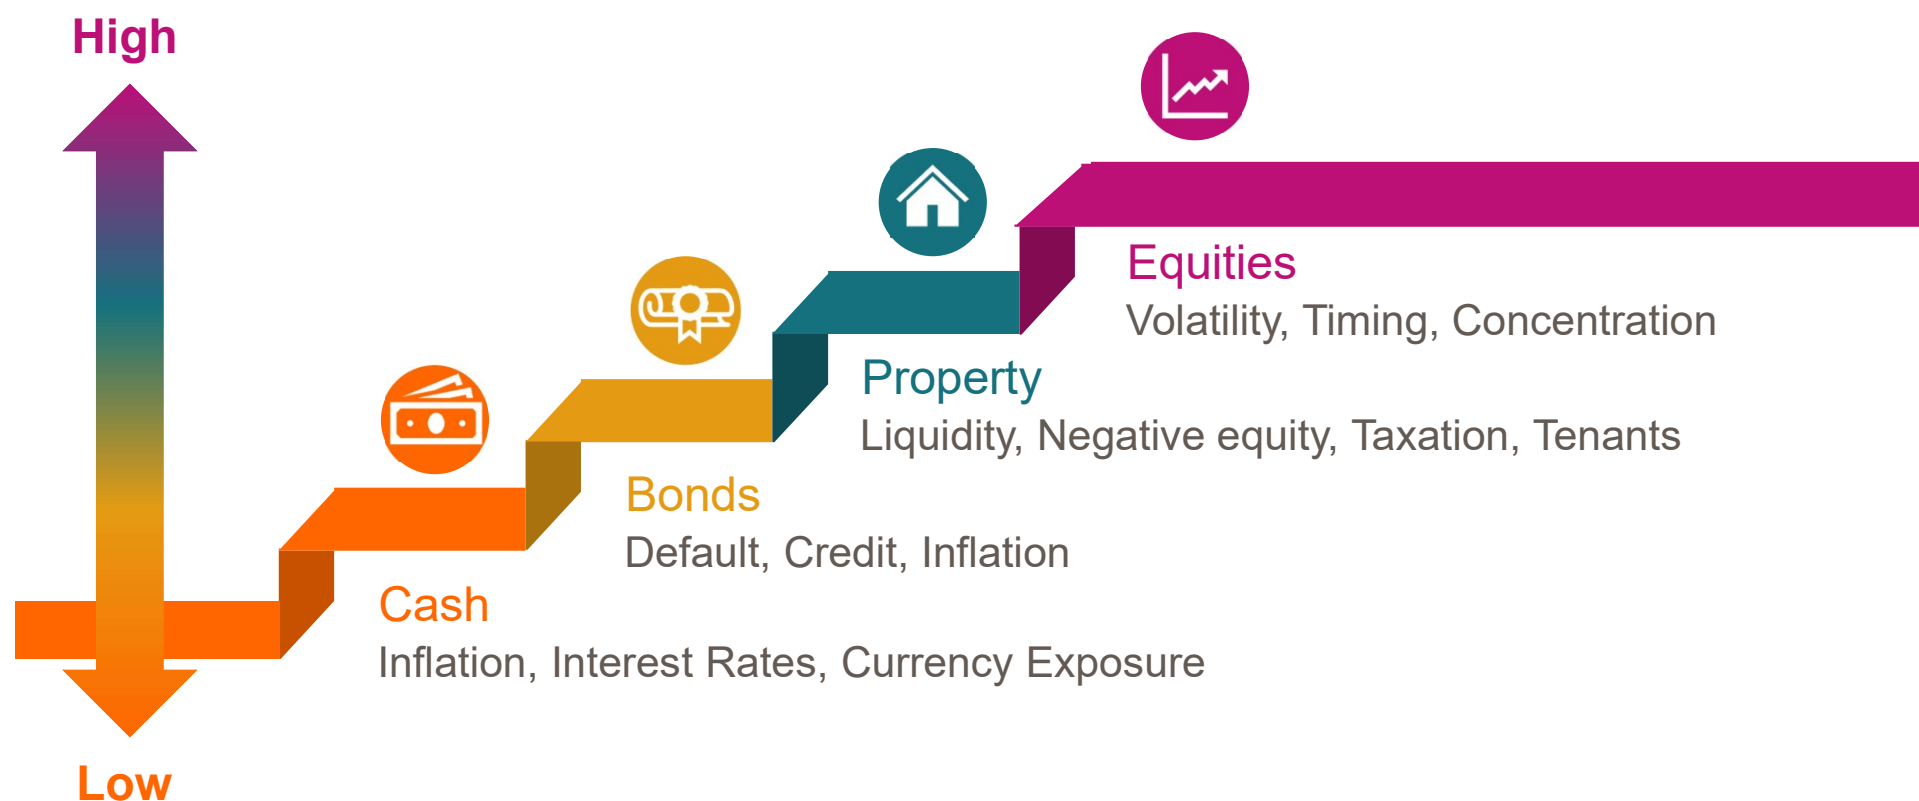 High
Equities
Volatility, Timing, Concentration
Property
Liquidity, Negative equity, Taxation, Tenants
Bonds
Default, Credit, Inflation
Cash
Inflation, Interest Rates, Currency Exposure
Low